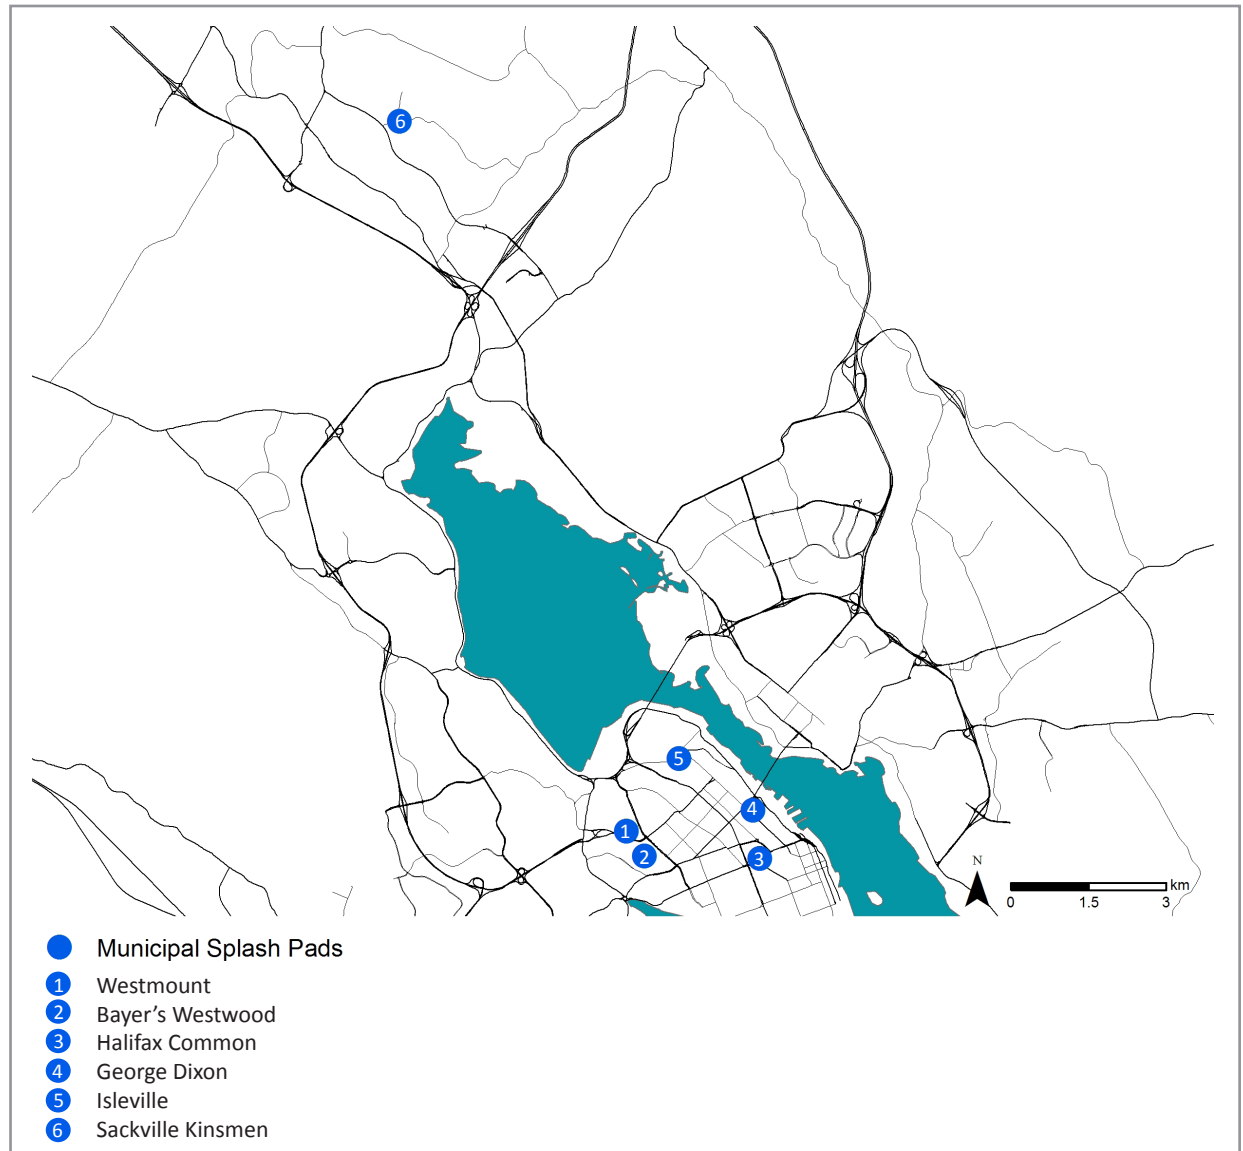 6
5
4
1
2
3
N
km
0 1.5 3
Municipal Splash Pads
1 Westmount
2 Bayer’s Westwood
3 Halifax Common
4 George Dixon
5 Isleville
6 Sackville Kinsmen